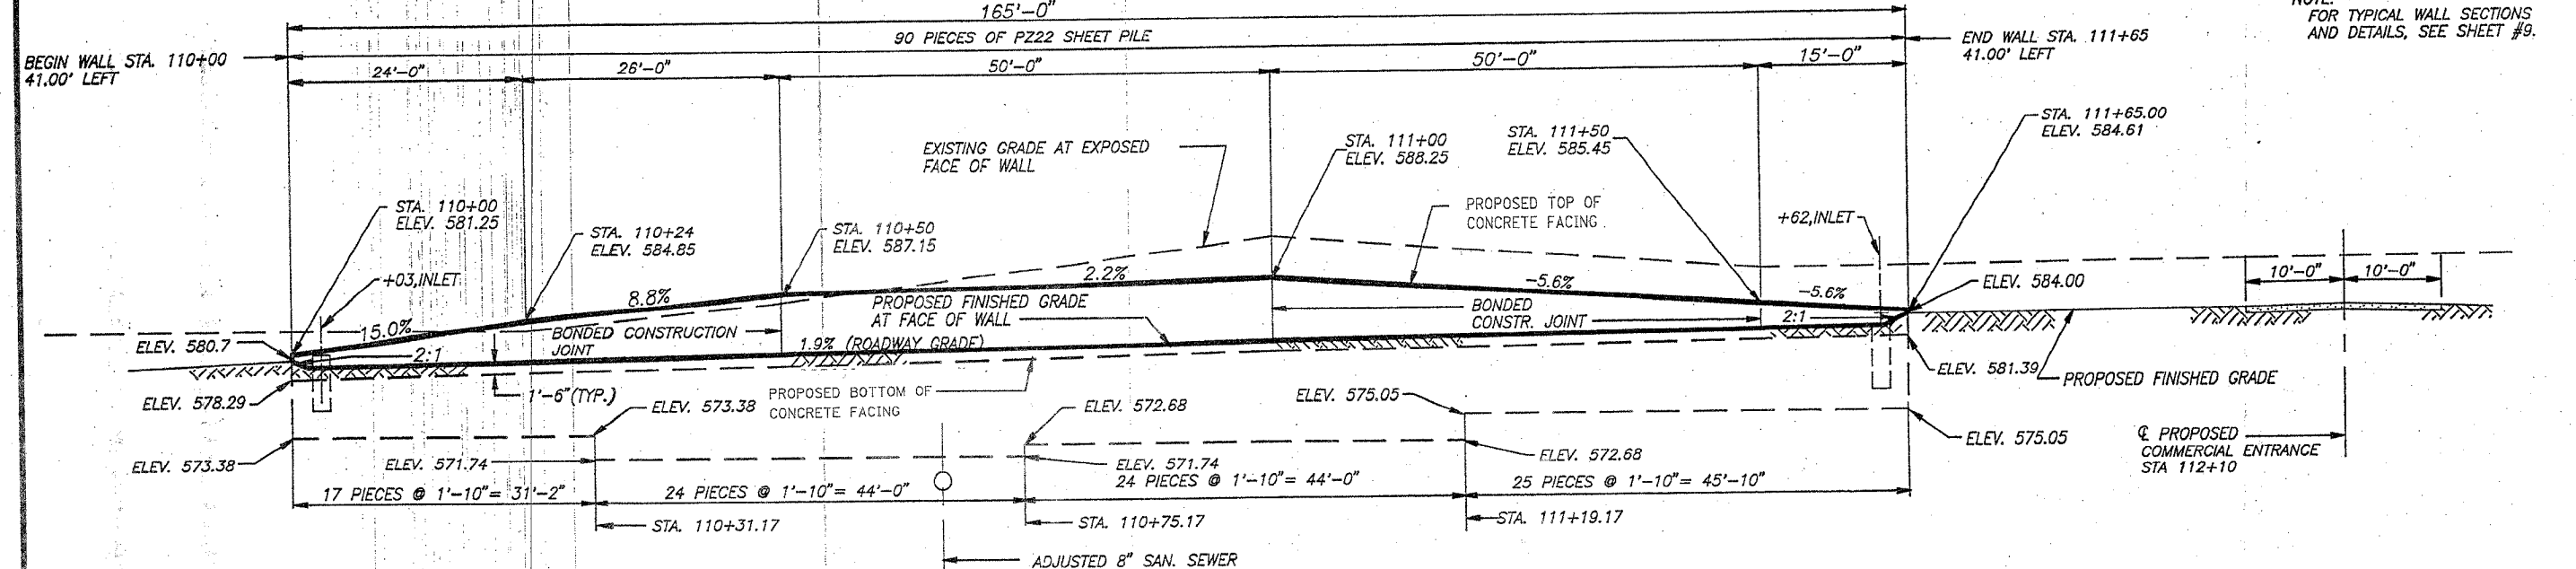 165'-0"
NOTE:
FOR TYPICAL WALL SECTIONS
AND DETAILS, SEE SHEET #9.
90 PIECES OF PZ22 SHEET PILE
BEGIN WALL STA. 110+00
41.00' LEFT
END WALL STA. 111+65
41.00' LEFT
24'-0"
26'-0"
50'-0"
50'-0"
15'-0"
STA. 111+65.00
ELEV. 584.61
EXISTING GRADE AT EXPOSED
FACE OF WALL
STA. 111+00
ELEV. 588.25
STA. 111+50
ELEV. 585.45
STA. 110+00
ELEV. 581.25
STA. 110+24
ELEV. 584.85
STA. 110+50
ELEV. 587.15
PROPOSED TOP OF
CONCRETE FACING
+62,INLET
+03,INLET
2.2%
10'-0"
10'-0"
ELEV. 584.00
8.8%
-5.6%
-5.6%
15.0%
PROPOSED FINISHED GRADE
AT FACE OF WALL
BONDED
CONSTR. JOINT
2:1
BONDED CONSTRUCTION
JOINT
1.9% (ROADWAY GRADE)
ELEV. 580.7
2:1
ELEV. 581.39
PROPOSED FINISHED GRADE
ELEV. 578.29
1'-6"(TYP.)
PROPOSED BOTTOM OF
CONCRETE FACING
ELEV. 573.38
ELEV. 572.68
ELEV. 575.05
ELEV. 573.38
ELEV. 571.74
ELEV. 571.74
ELEV. 572.68
ELEV. 575.05
℄ PROPOSED
COMMERCIAL ENTRANCE
STA 112+10
17 PIECES @ 1'-10"= 31'-2"
24 PIECES @ 1'-10"= 44'-0"
24 PIECES @ 1'-10"= 44'-0"
25 PIECES @ 1'-10"= 45'-10"
STA. 110+31.17
STA. 110+75.17
STA. 111+19.17
ADJUSTED 8" SAN. SEWER